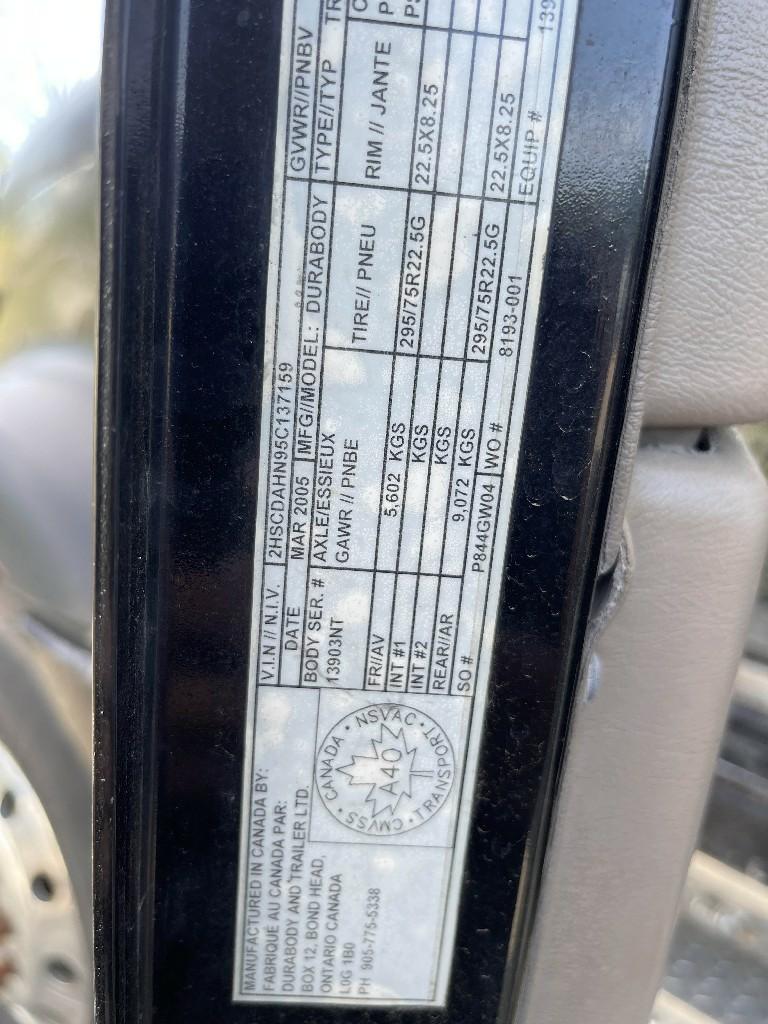 MANUFACTURED IN CANADA BY:
FABRIQUÉ AU CANADA PAR:
DURABODY AND TRAILER LTD.
BOX 12, BOND HEAD,
ONTARIO CANADA
L0G 1B0
PH 905-775-5338
CANADA • NSVAC • TRANSPORT • CMVSS •
A40
V.I.N // N.I.V. 2HSCDAHN95C137159
DATE MAR 2005 MFG//MODEL: DURABODY GVWR//PNBV
BODY SER. # AXLE/ESSIEUX TYPE//TYP TR
13903NT GAWR // PNBE TIRE// PNEU RIM // JANTE
FR//AV 5,602 KGS 295/75R22.5G 22.5X8.25
INT #1 KGS
INT #2 KGS
REAR//AR 9,072 KGS 295/75R22.5G 22.5X8.25
SO # P844GW04 WO # 8193-001 EQUIP # 139